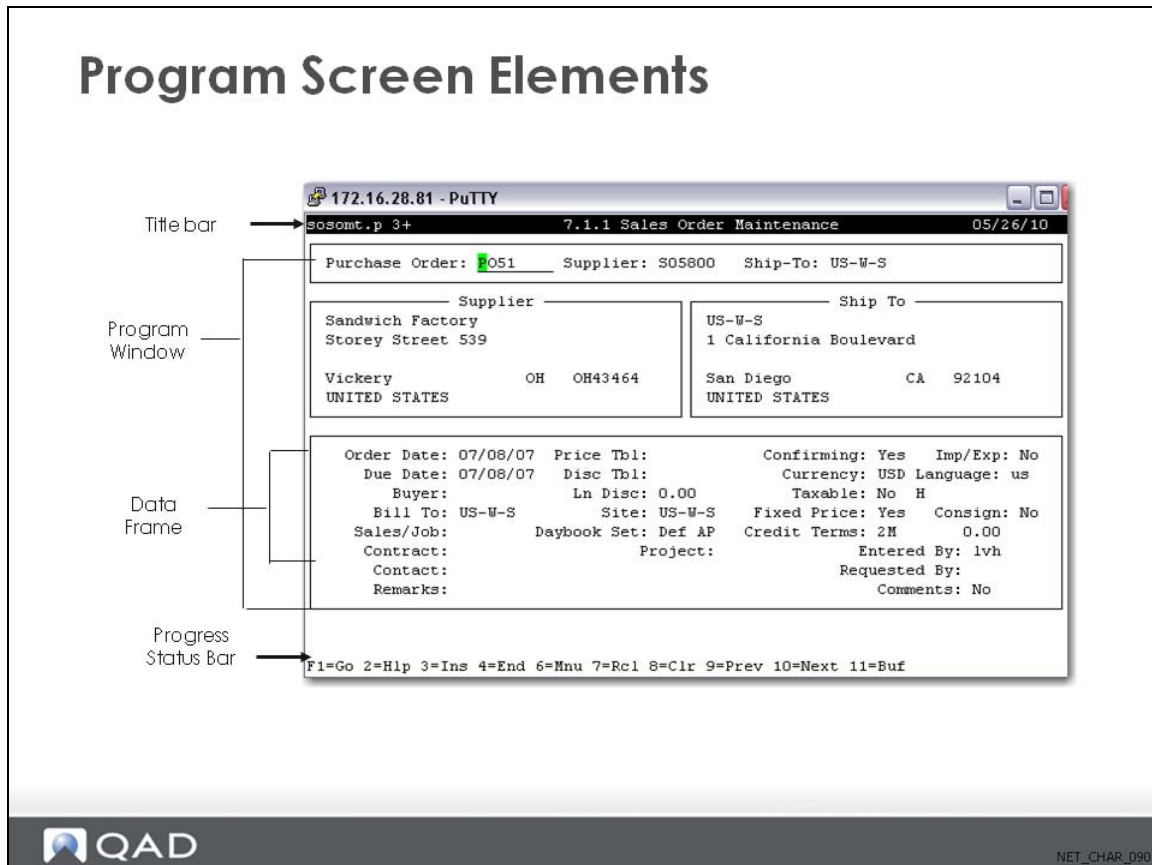 Program Screen Elements
172.16.28.81 - PuTTY
Title bar
sosomt.p 3+ 7.1.1 Sales Order Maintenance 05/26/10
Purchase Order: PO51 Supplier: S05800 Ship-To: US-W-S
Program
Window
Supplier
Sandwich Factory
Storey Street 539
Vickery OH OH43464
UNITED STATES
Ship To
US-W-S
1 California Boulevard
San Diego CA 92104
UNITED STATES
Data
Frame
Order Date: 07/08/07 Price Tbl: Confirming: Yes Imp/Exp: No
Due Date: 07/08/07 Disc Tbl: Currency: USD Language: us
Buyer: Ln Disc: 0.00 Taxable: No H
Bill To: US-W-S Site: US-W-S Fixed Price: Yes Consign: No
Sales/Job: Daybook Set: Def AP Credit Terms: 2M 0.00
Contract: Project: Entered By: lvh
Contact: Requested By:
Remarks: Comments: No
Progress
Status Bar
F1=Go 2=Hlp 3=Ins 4=End 6=Mnu 7=Rcl 8=Clr 9=Prev 10=Next 11=Buf
QAD
NET_CHAR_090